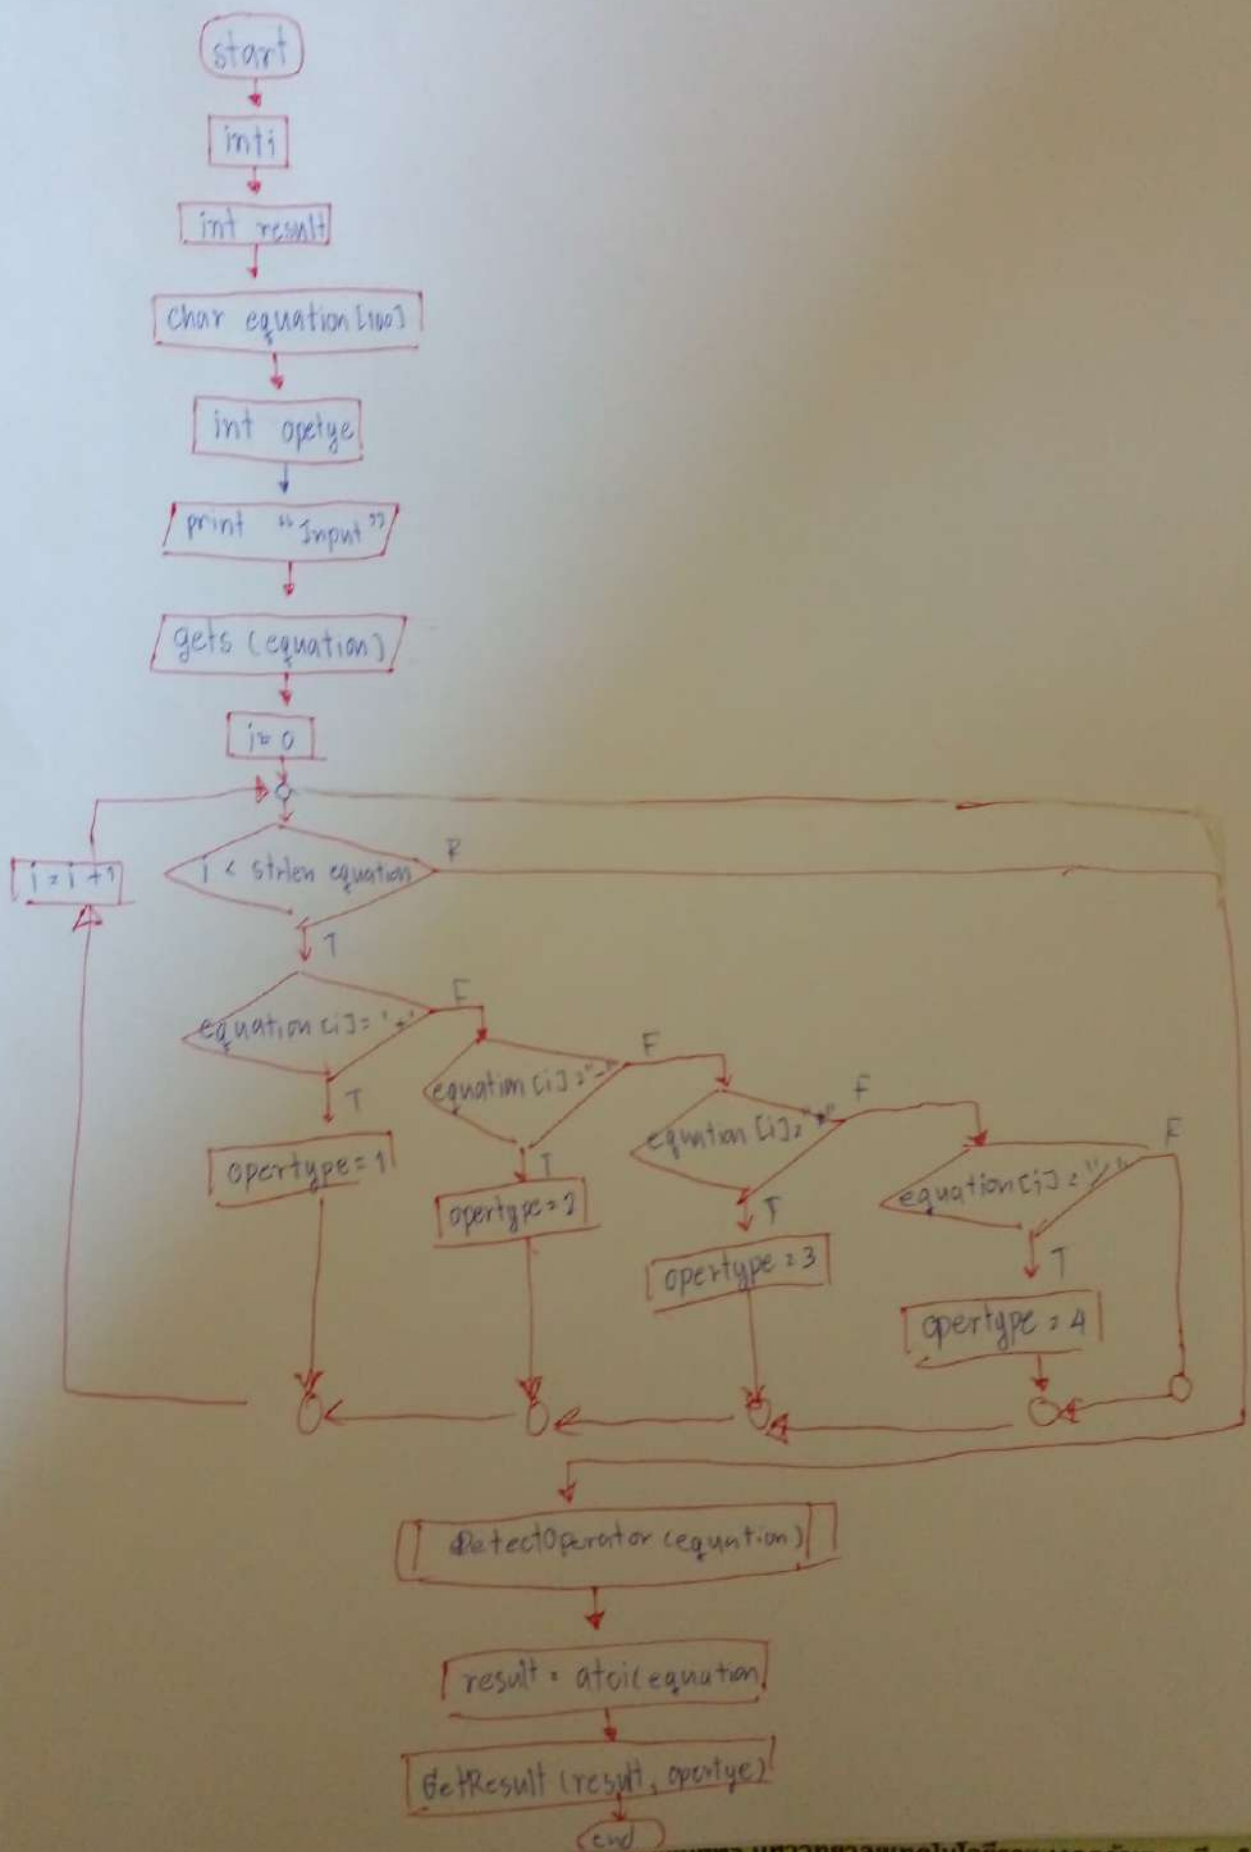 start
int i
int result
char equation [100]
int opetye
print "Input"
gets (equation)
i= 0
i = i + 1
i < strlen equation
F
T
equation [i] = '+'
F
T
equation [i] = "-"
F
T
equation [i] = "*"
F
T
equation [i] = "/"
F
T
opertype = 1
opertype = 2
opertype = 3
opertype = 4
DetectOperator (equation)
result = atoi(equation
GetResult (result, opertye)
end